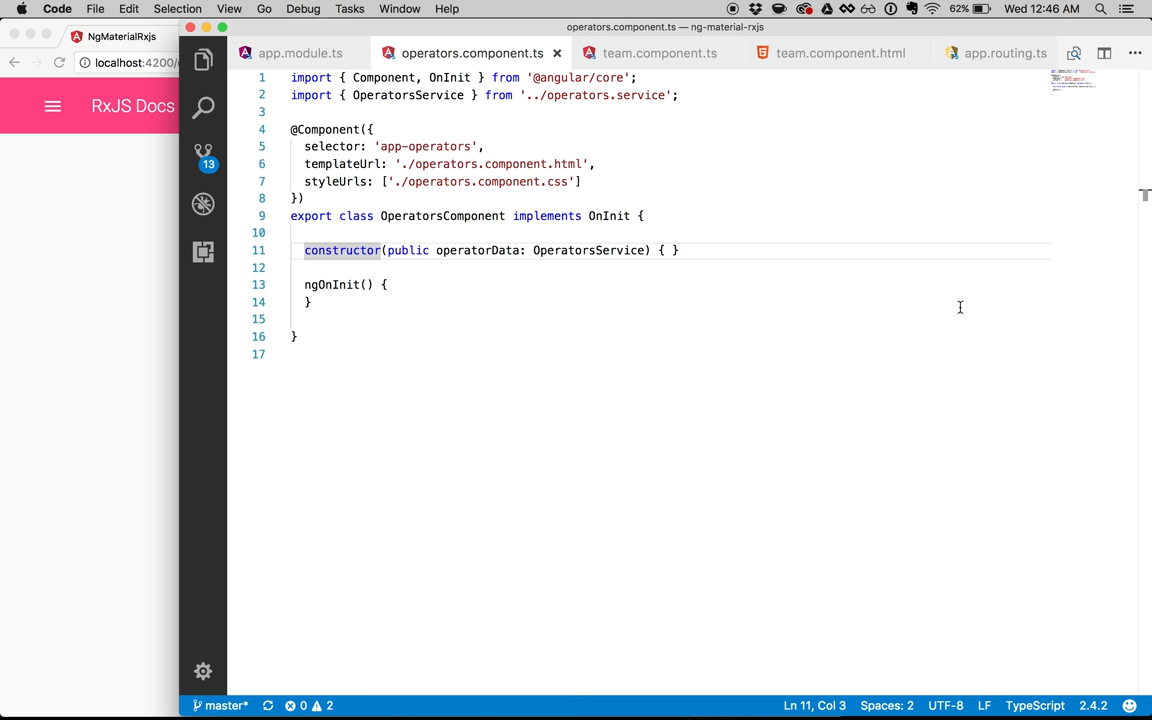 Code File Edit Selection View Go Debug Tasks Window Help 62% Wed 12:46 AM
operators.component.ts — ng-material-rxjs
NgMaterialRxjs
localhost:4200/
RxJS Docs
app.module.ts operators.component.ts team.component.ts team.component.html app.routing.ts
13
1 import { Component, OnInit } from '@angular/core';
2 import { OperatorsService } from '../operators.service';
3
4 @Component({
5 selector: 'app-operators',
6 templateUrl: './operators.component.html',
7 styleUrls: ['./operators.component.css']
8 })
9 export class OperatorsComponent implements OnInit {
10
11 constructor(public operatorData: OperatorsService) { }
12
13 ngOnInit() {
14 }
15
16 }
17
master* 0 2 Ln 11, Col 3 Spaces: 2 UTF-8 LF TypeScript 2.4.2